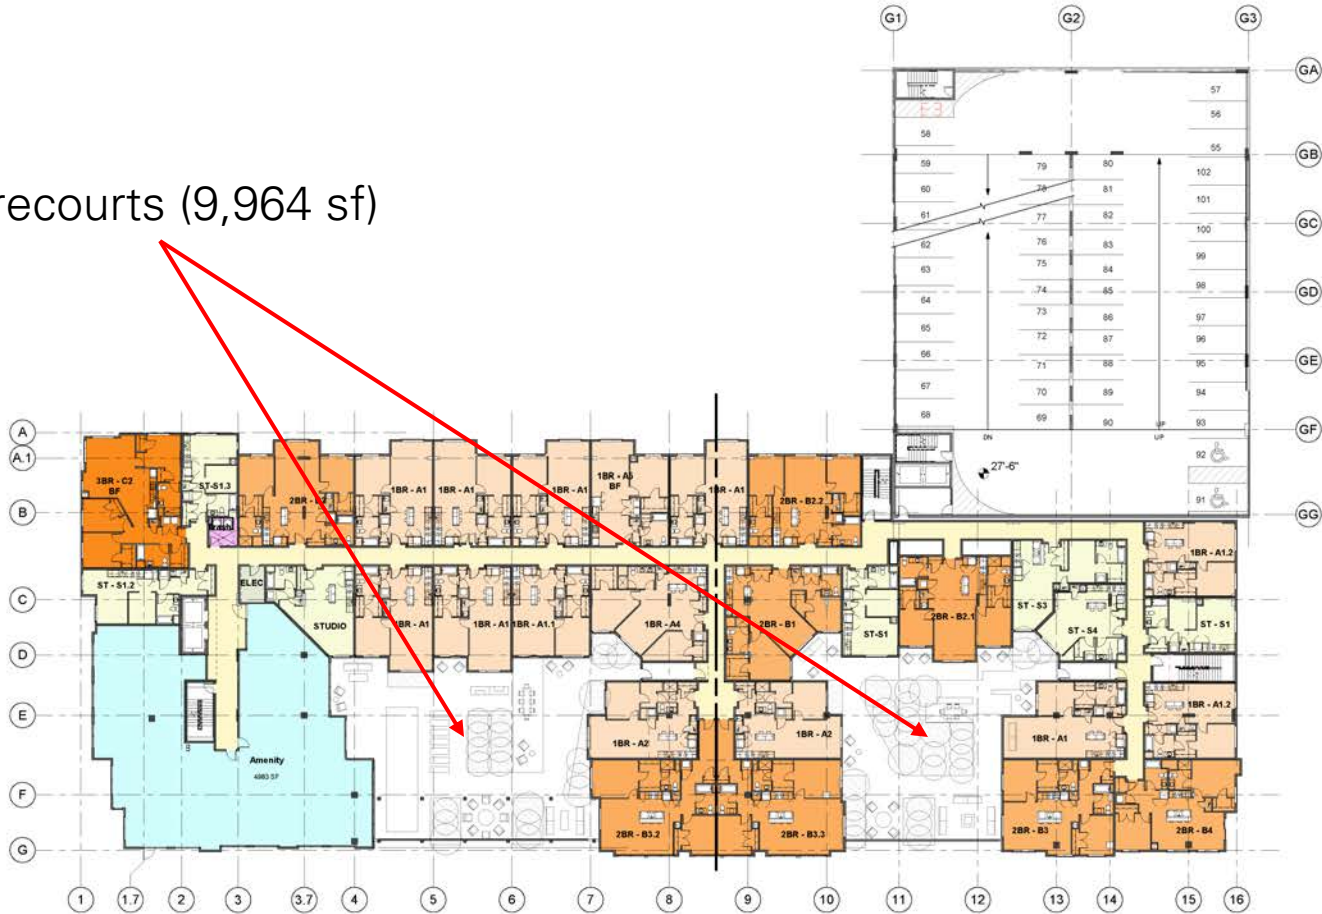 G1 G2 G3
GA
57
56
E3
58
55
GB
59 79 80
102
60 78 81
101
61 77 82
GC
100
62 76 83
99
63 75 84
98
GD
64 74 85
73 86
97
65 72 87
96
GE
66 71 88
95
67 70 89
94
68 69 90
93
GF
DN UP
UP
92
27'-6"
91
GG
recourts (9,964 sf)
A
A.1
B
C
D
E
F
G
3BR - C2
BF
ST-S1.3
1BR - A1 1BR - A1 1BR - A1
BF
1BR - A1
2BR - B2.2
1BR - A1.2
ST - S1.2
ELEC
STUDIO
1BR - A1 1BR - A1 1BR - A1.1
1BR - A4
2BR - B1
ST-S1
2BR - B2.1
ST - S3
ST - S4
ST - S1
1BR - A2 1BR - A2
1BR - A1
1BR - A1.2
Amenity
4983 SF
2BR - B3.2 2BR - B3.3
2BR - B3 2BR - B4
1 1.7 2 3 3.7 4 5 6 7 8 9 10 11 12 13 14 15 16